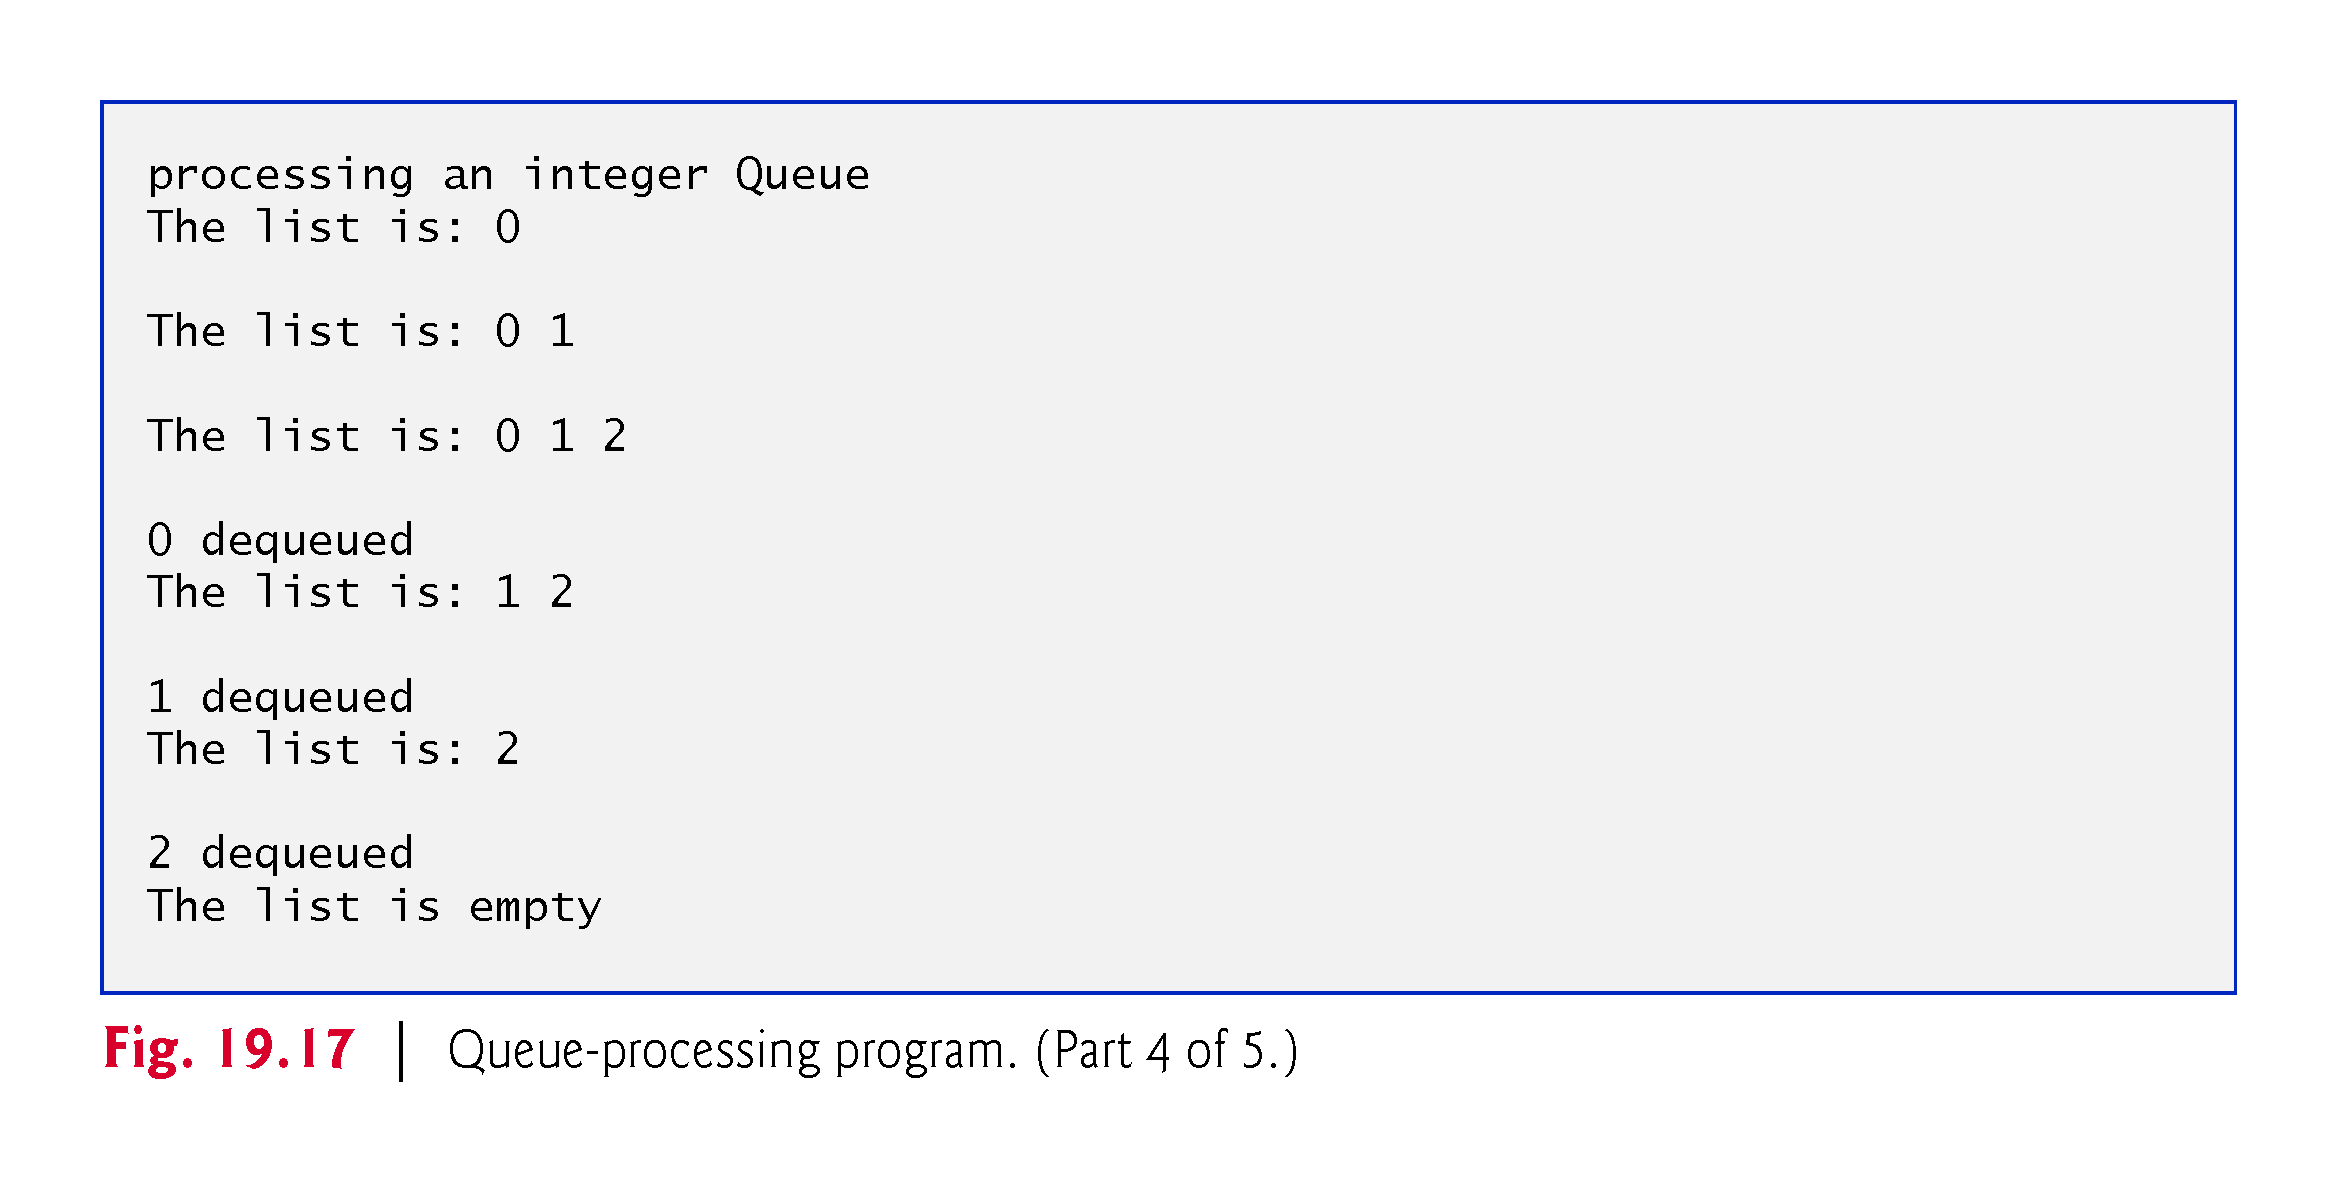 processing an integer Queue
The list is: 0
The list is: 0 1
The list is: 0 1 2
0 dequeued
The list is: 1 2
1 dequeued
The list is: 2
2 dequeued
The list is empty
Fig. 19.17 | Queue-processing program. (Part 4 of 5.)